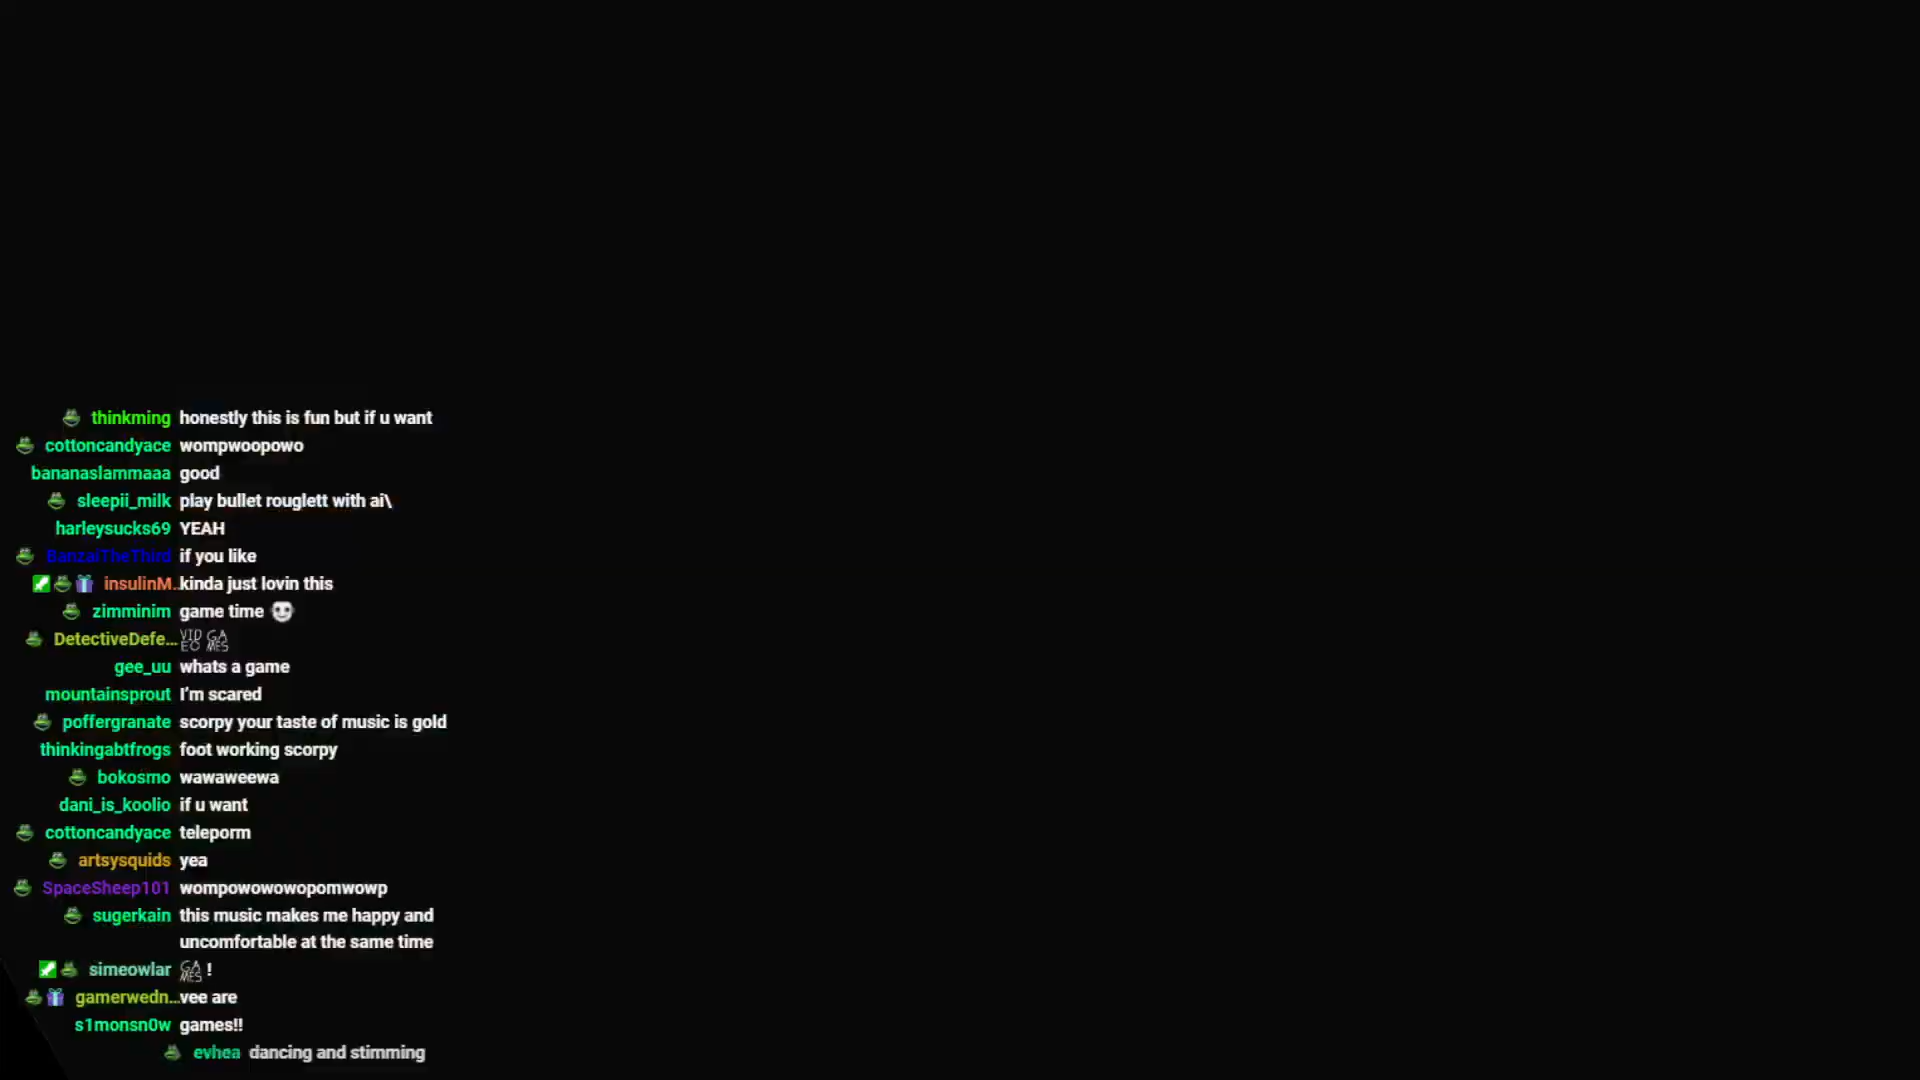 thinkming honestly this is fun but if u want
cottoncandyace wompwoopowo
bananaslammaaa good
sleepii_milk play bullet rouglett with ai\
harleysucks69 YEAH
BanzaiTheThird if you like
insulinM... kinda just lovin this
zimminim game time
DetectiveDefe... VIDEO GAMES
gee_uu whats a game
mountainsprout I'm scared
poffergranate scorpy your taste of music is gold
thinkingabtfrogs foot working scorpy
bokosmo wawaweewa
dani_is_koolio if u want
cottoncandyace teleporm
artsysquids yea
SpaceSheep101 wompowowowopomwowp
sugerkain this music makes me happy and
uncomfortable at the same time
simeowlar GAMES !
gamerwedn... vee are
s1monsn0w games!!
evhea dancing and stimming